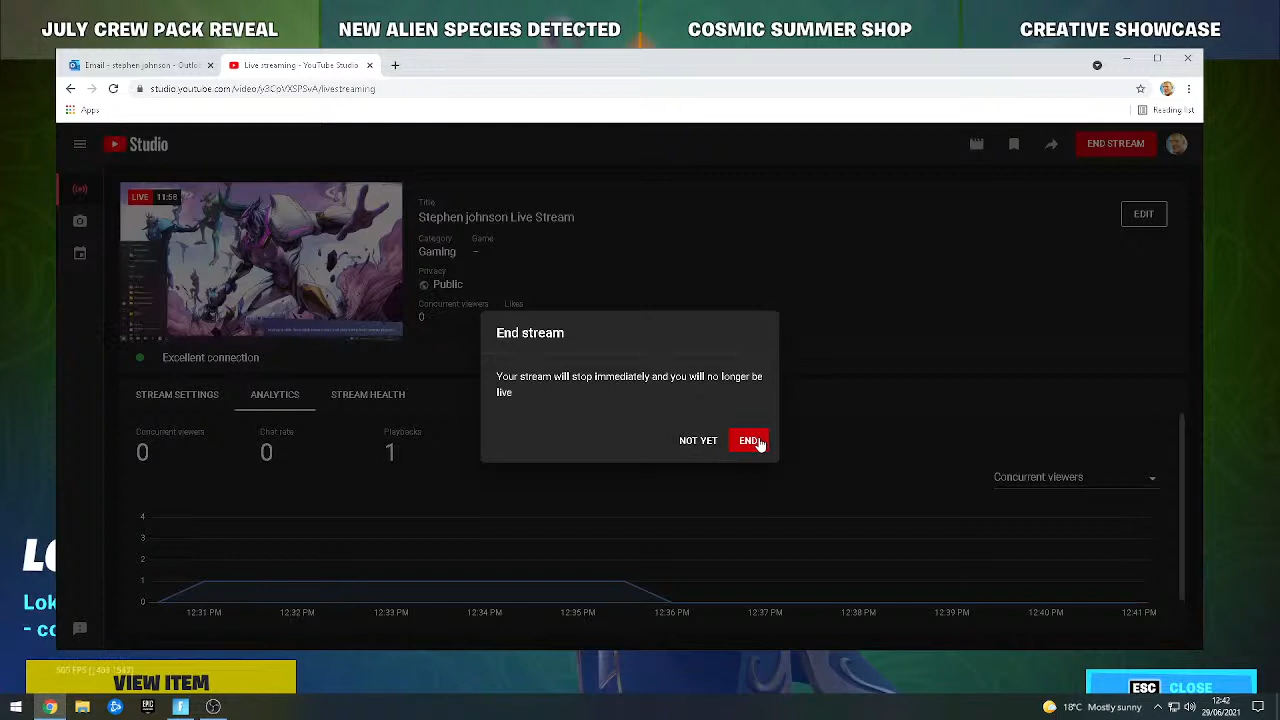 JULY CREW PACK REVEAL
NEW ALIEN SPECIES DETECTED
COSMIC SUMMER SHOP
CREATIVE SHOWCASE
Email - stephen johnson - Outlo
Live streaming - YouTube Studio
studio.youtube.com/video/y3CpVXSPSvA/livestreaming
Apps
Reading list
Studio
END STREAM
LIVE 11:58
Title
Stephen johnson Live Stream
EDIT
Category Game
Gaming –
Privacy
Public
Concurrent viewers Likes
0
Excellent connection
End stream
Your stream will stop immediately and you will no longer be
live
NOT YET END
STREAM SETTINGS ANALYTICS STREAM HEALTH
Concurrent viewers Chat rate Playbacks
0 0 1
Concurrent viewers
4
3
2
1
0
12:31 PM 12:32 PM 12:33 PM 12:34 PM 12:35 PM 12:36 PM 12:37 PM 12:38 PM 12:39 PM 12:40 PM 12:41 PM
Lok
- co
VIEW ITEM
ESC CLOSE
EPIC
18°C Mostly sunny
12:42
29/06/2021